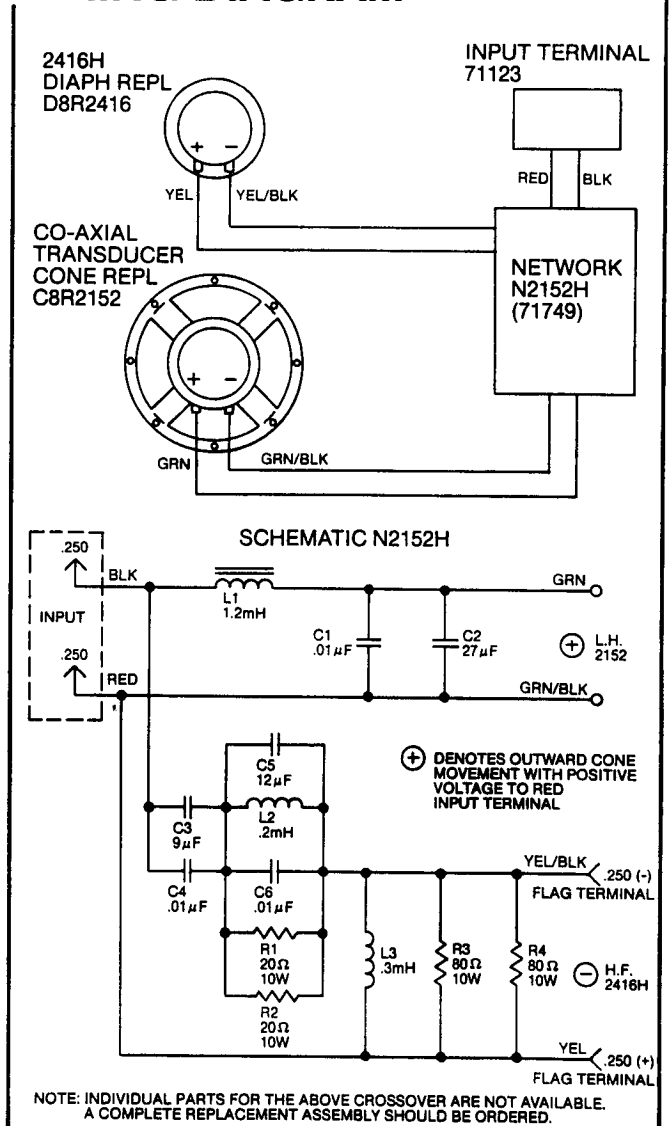 2416H
DIAPH REPL
D8R2416
INPUT TERMINAL
71123
+ −
YEL
YEL/BLK
RED
BLK
CO-AXIAL
TRANSDUCER
CONE REPL
C8R2152
NETWORK
N2152H
(71749)
+ −
GRN
GRN/BLK
SCHEMATIC N2152H
.250
BLK
L1
1.2mH
GRN
INPUT
C1
.01µF
C2
27µF
+ L.H.
2152
.250
RED
GRN/BLK
C5
12µF
+ DENOTES OUTWARD CONE
MOVEMENT WITH POSITIVE
VOLTAGE TO RED
INPUT TERMINAL
L2
.2mH
C3
9µF
YEL/BLK
.250 (-)
FLAG TERMINAL
C4
.01µF
C6
.01µF
R1
20Ω
10W
L3
.3mH
R3
80Ω
10W
R4
80Ω
10W
− H.F.
2416H
R2
20Ω
10W
YEL
.250 (+)
FLAG TERMINAL
NOTE: INDIVIDUAL PARTS FOR THE ABOVE CROSSOVER ARE NOT AVAILABLE.
A COMPLETE REPLACEMENT ASSEMBLY SHOULD BE ORDERED.